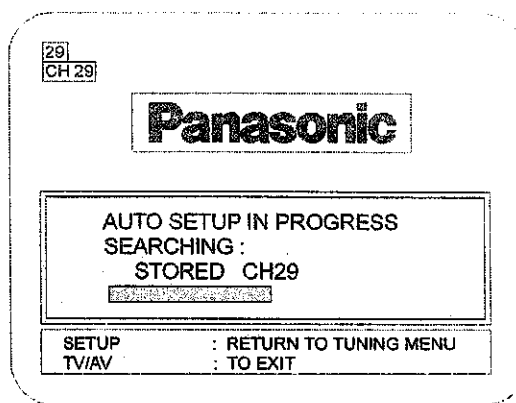 29
CH 29
Panasonic
AUTO SETUP IN PROGRESS
SEARCHING :
STORED CH29
SETUP : RETURN TO TUNING MENU
TV/AV : TO EXIT